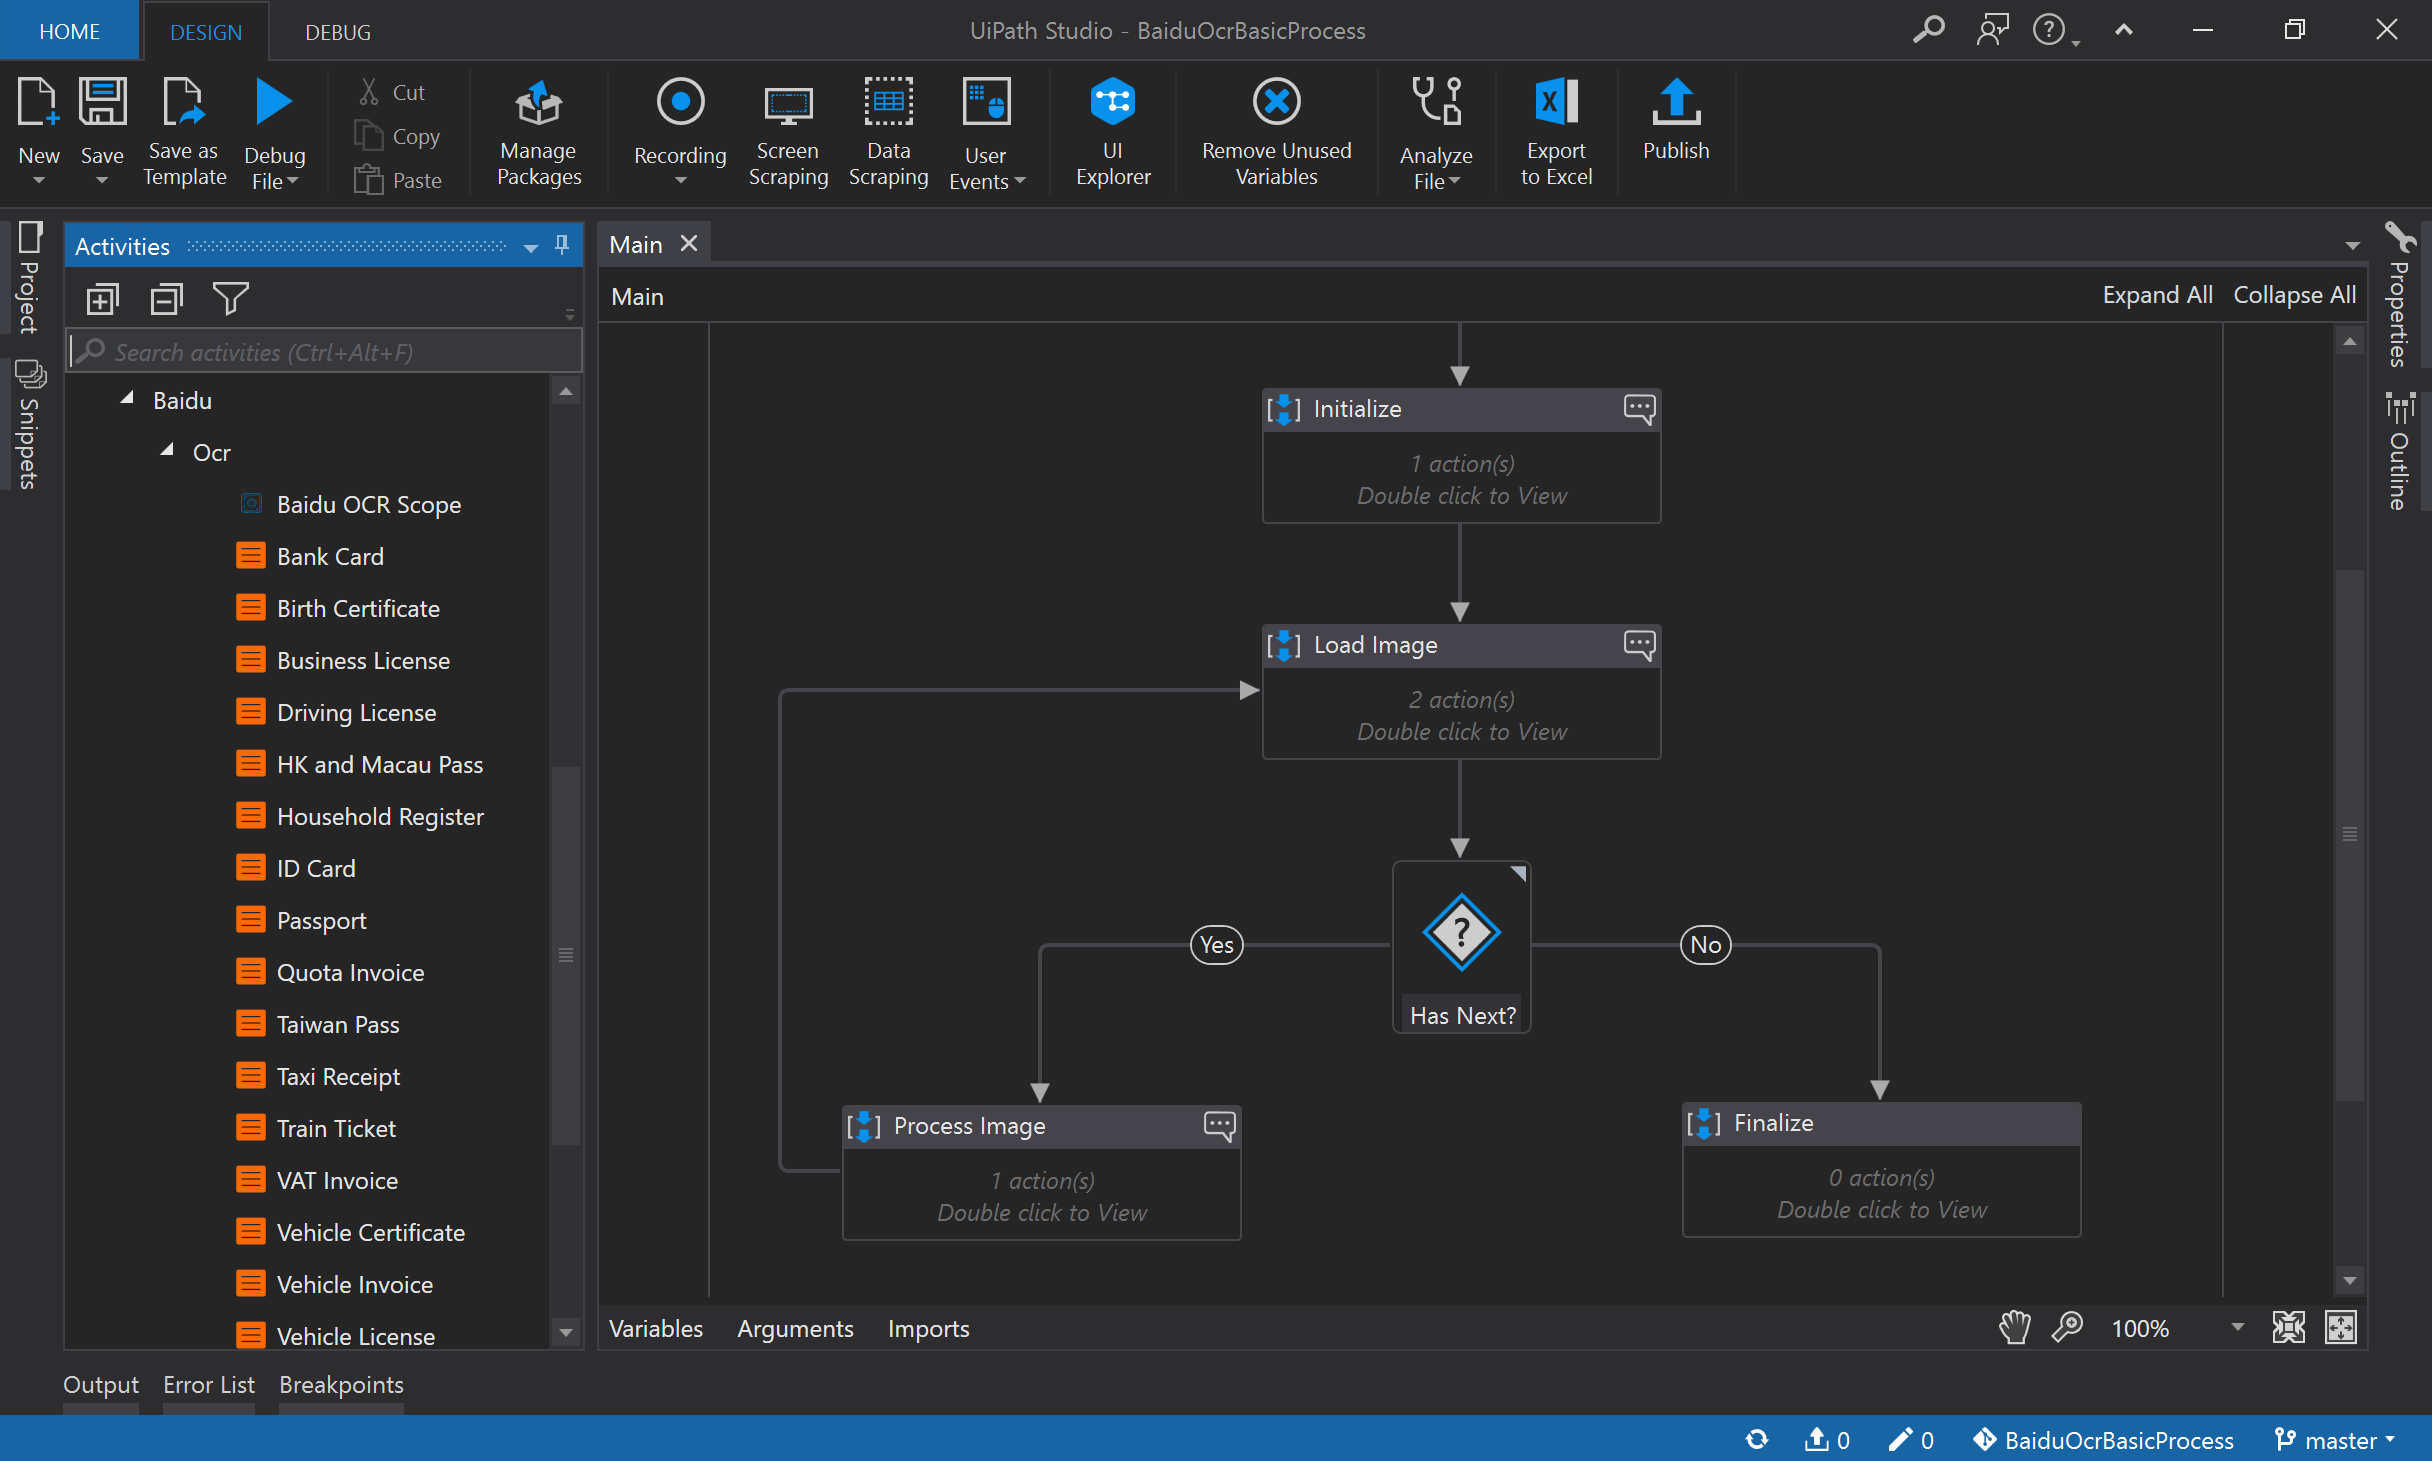 HOME
DESIGN
DEBUG
UiPath Studio - BaiduOcrBasicProcess
New
Save
Save as
Template
Debug
File
Cut
Copy
Paste
Manage
Packages
Recording
Screen
Scraping
Data
Scraping
User
Events
UI
Explorer
Remove Unused
Variables
Analyze
File
Export
to Excel
Publish
Project
Snippets
Activities
Search activities (Ctrl+Alt+F)
Baidu
Ocr
Baidu OCR Scope
Bank Card
Birth Certificate
Business License
Driving License
HK and Macau Pass
Household Register
ID Card
Passport
Quota Invoice
Taiwan Pass
Taxi Receipt
Train Ticket
VAT Invoice
Vehicle Certificate
Vehicle Invoice
Vehicle License
Main
Main
Expand All
Collapse All
Initialize
1 action(s)
Double click to View
Load Image
2 action(s)
Double click to View
?
Has Next?
Yes
No
Process Image
1 action(s)
Double click to View
Finalize
0 action(s)
Double click to View
Variables
Arguments
Imports
100%
Properties
Outline
Output
Error List
Breakpoints
0
0
BaiduOcrBasicProcess
master